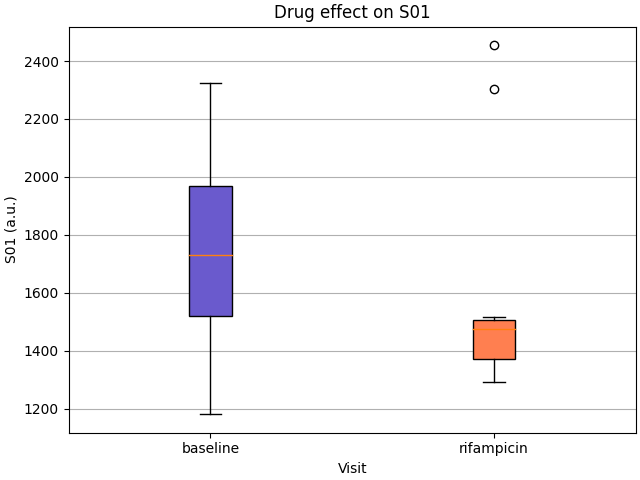 Drug effect on S01
S01 (a.u.)
2400
2200
2000
1800
1600
1400
1200
baseline
rifampicin
Visit